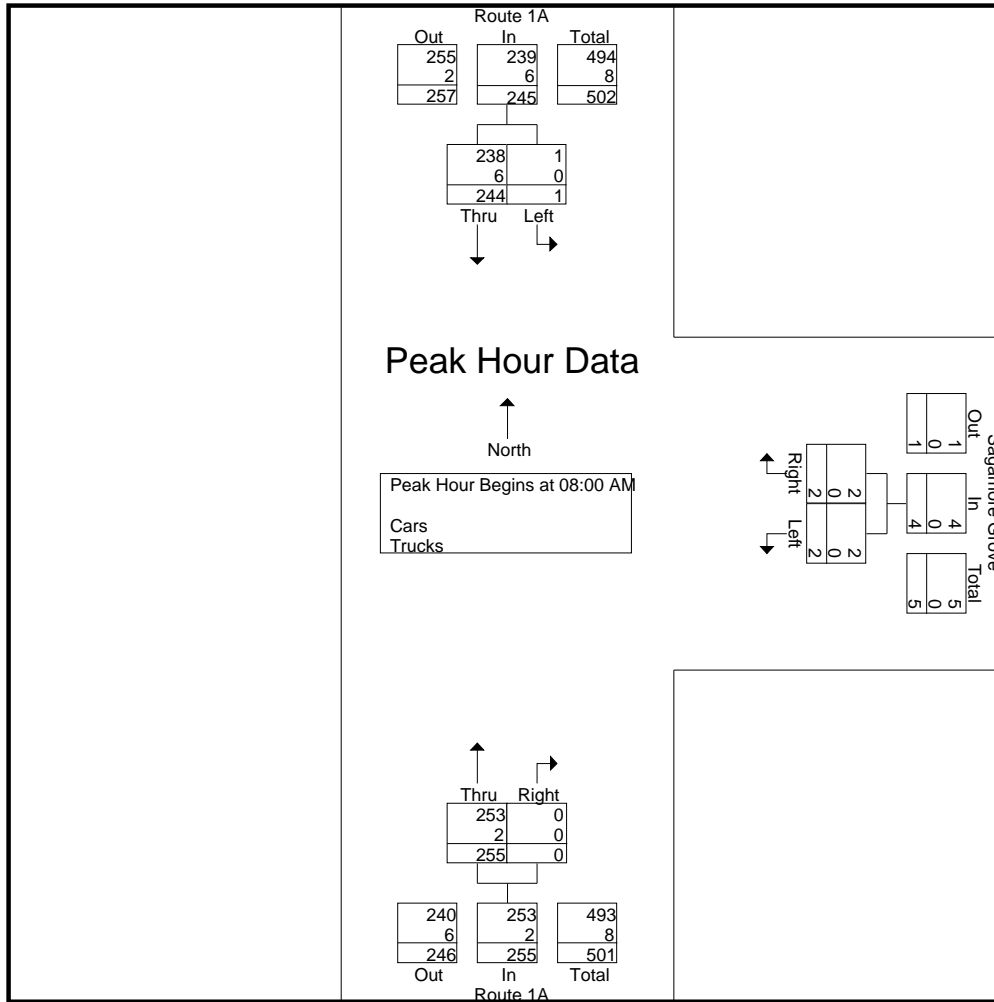 Route 1A
Out In Total
255 239 494
2 6 8
257 245 502
238 1
6 0
244 1
Thru Left
Peak Hour Data
North
Peak Hour Begins at 08:00 AM
Cars
Trucks
Right Left
2 2
0 0
2 2
Sagamore Grove
Out In Total
1 4 5
0 0 0
1 4 5
Thru Right
253 0
2 0
255 0
240 253 493
6 2 8
246 255 501
Out In Total
Route 1A